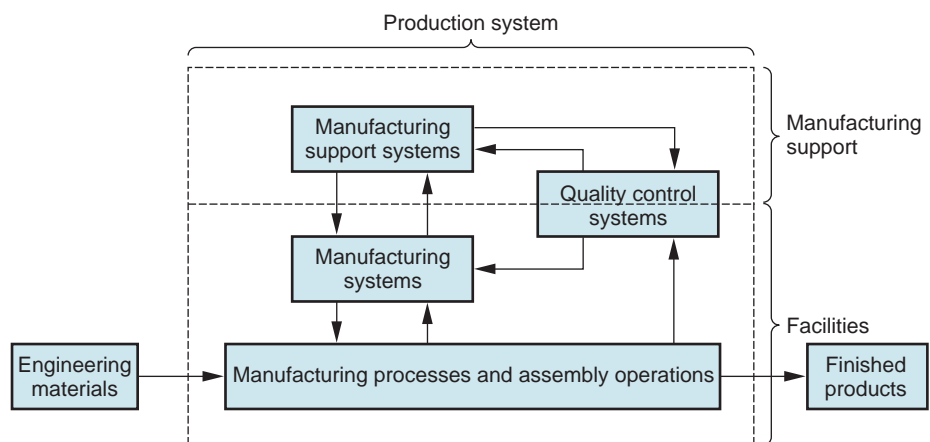 Production system
Manufacturing
support systems
Manufacturing
support
Quality control
systems
Manufacturing
systems
Facilities
Engineering
materials
Manufacturing processes and assembly operations
Finished
products